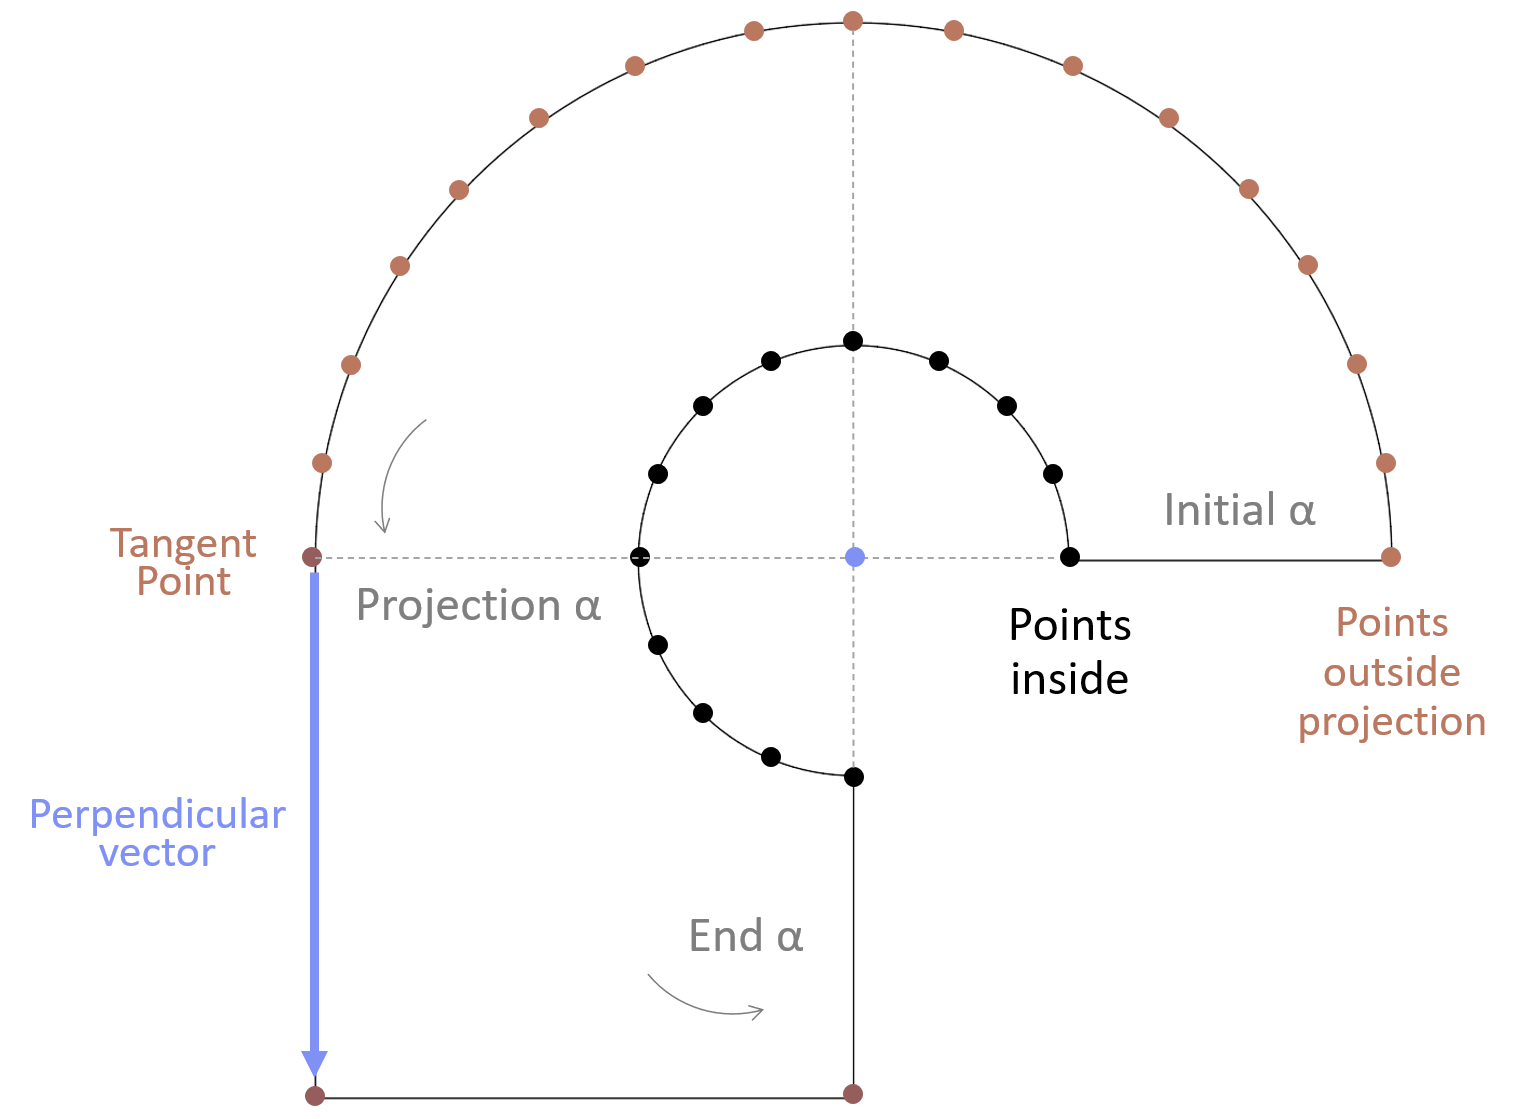 Initial α
Tangent
Point
Projection α
Points
inside
Points
outside
projection
Perpendicular
vector
End α